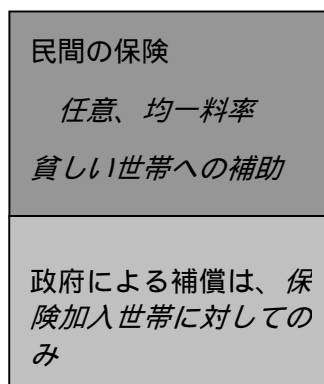 民間の保険
任意、均一料率
貧しい世帯への補助
政府による補償は、保
険加入世帯に対しての
み